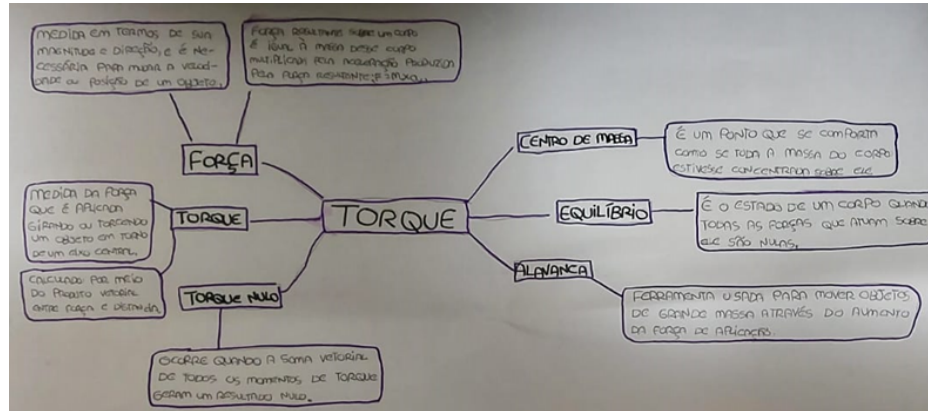 MEDIDA EM TERMOS DE SUA
MAGNITUDE E DIREÇÃO, E É NE-
CESSÁRIA PARA MUDAR A VELOCI-
DADE OU POSIÇÃO DE UM OBJETO.
FORÇA RESULTANTE SOBRE UM CORPO
É IGUAL À MASSA DESSE CORPO
MULTIPLICADA PELA ACELERAÇÃO PRODUZIDA
PELA FORÇA RESULTANTE
FORÇA
MEDIDA DA FORÇA
QUE É APLICADA
GIRANDO OU TORCENDO
UM OBJETO EM TORNO
DE UM EIXO CENTRAL.
TORQUE
CALCULADO POR MEIO
DO PRODUTO VETORIAL
ENTRE FORÇA E DISTÂNCIA
TORQUE NULO
OCORRE QUANDO A SOMA VETORIAL
DE TODOS OS MOMENTOS DE TORQUE
GERAM UM RESULTADO NULO.
TORQUE
CENTRO DE MASSA
É UM PONTO QUE SE COMPORTA
COMO SE TODA A MASSA DO CORPO
ESTIVESSE CONCENTRADA SOBRE ELE
EQUILÍBRIO
É O ESTADO DE UM CORPO QUANDO
TODAS AS FORÇAS QUE ATUAM SOBRE
ELE SÃO NULAS.
ALAVANCA
FERRAMENTA USADA PARA MOVER OBJETOS
DE GRANDE MASSA ATRAVÉS DO AUMENTO
DA FORÇA DE APLICAÇÃO.